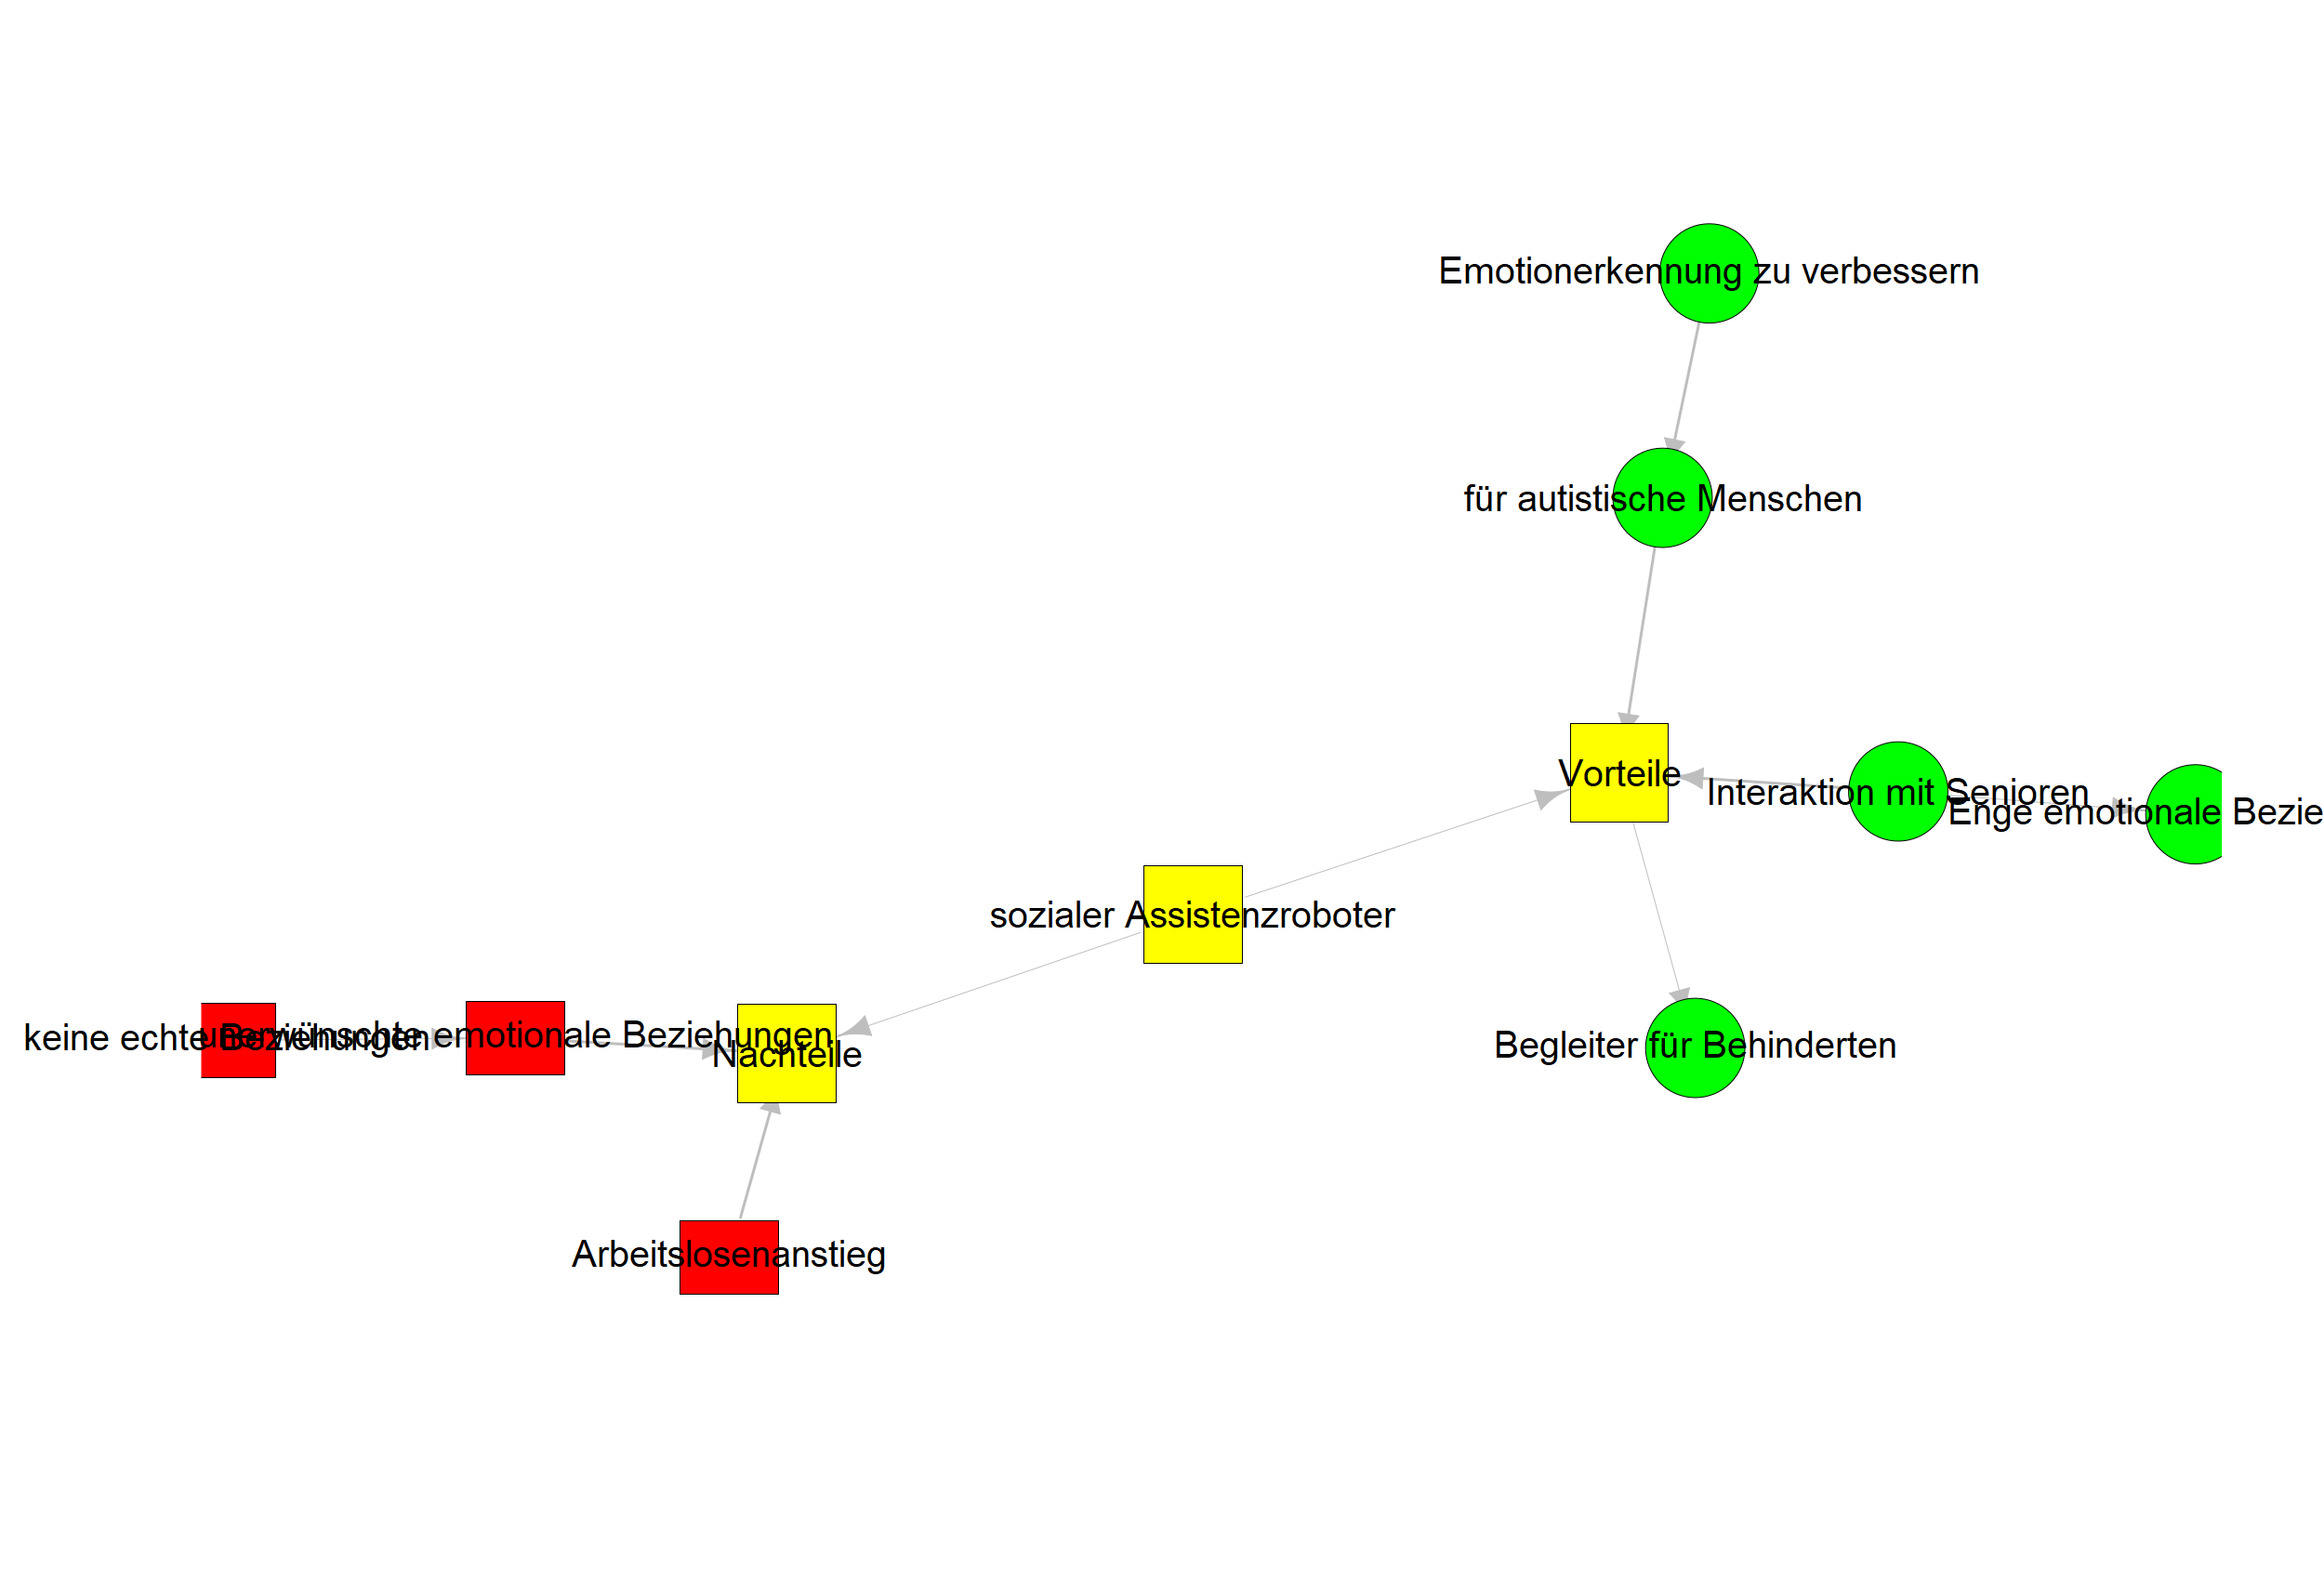 Emotionerkennung zu verbessern
für autistische Menschen
Vorteile
Interaktion mit Senioren
Enge emotionale Bezie
sozialer Assistenzroboter
keine echte Beziehungen
unerwünschte emotionale Beziehungen
Nachteile
Begleiter für Behinderten
Arbeitslosenanstieg